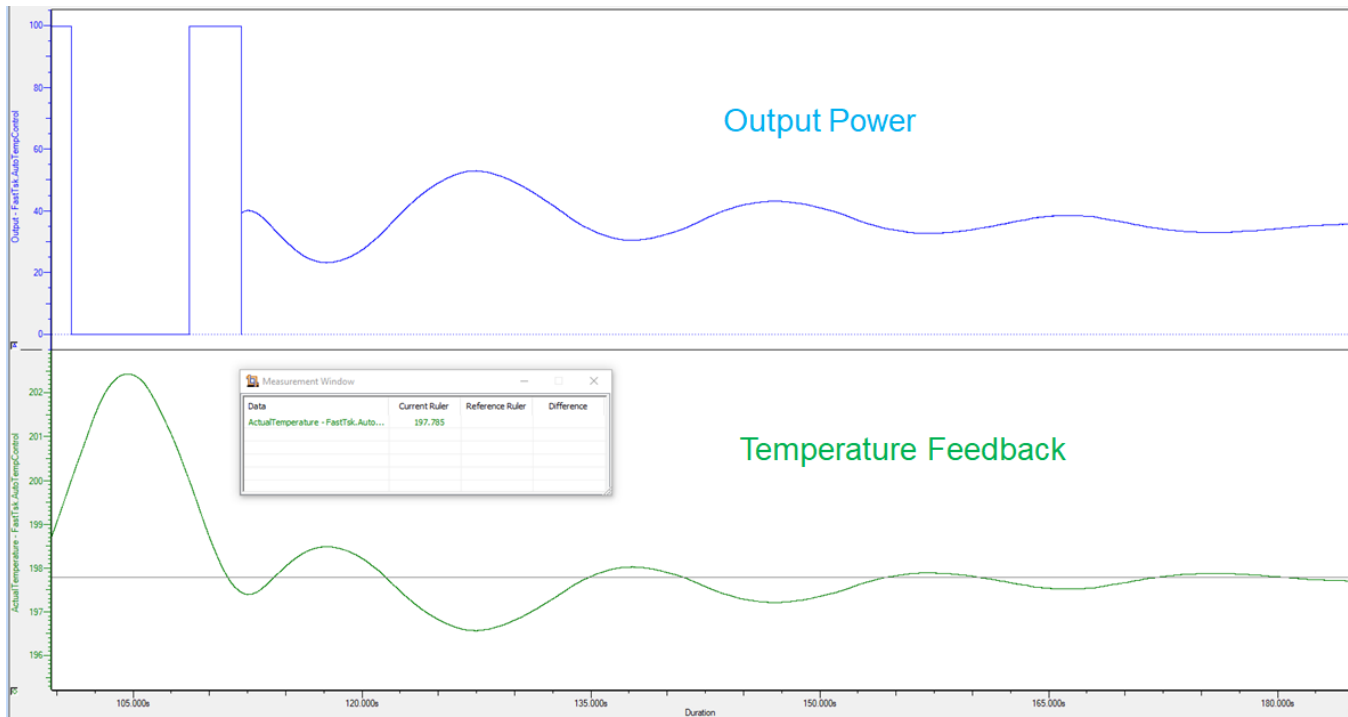 100
80
60
40
20
0
Output - FastTsk.AutoTempControl
Output Power
202
201
200
199
198
197
196
ActualTemperature - FastTsk.AutoTempControl
Measurement Window
Data Current Ruler Reference Ruler Difference
ActualTemperature - FastTsk.Auto... 197.785
Temperature Feedback
105.000s 120.000s 135.000s 150.000s 165.000s 180.000s
Duration